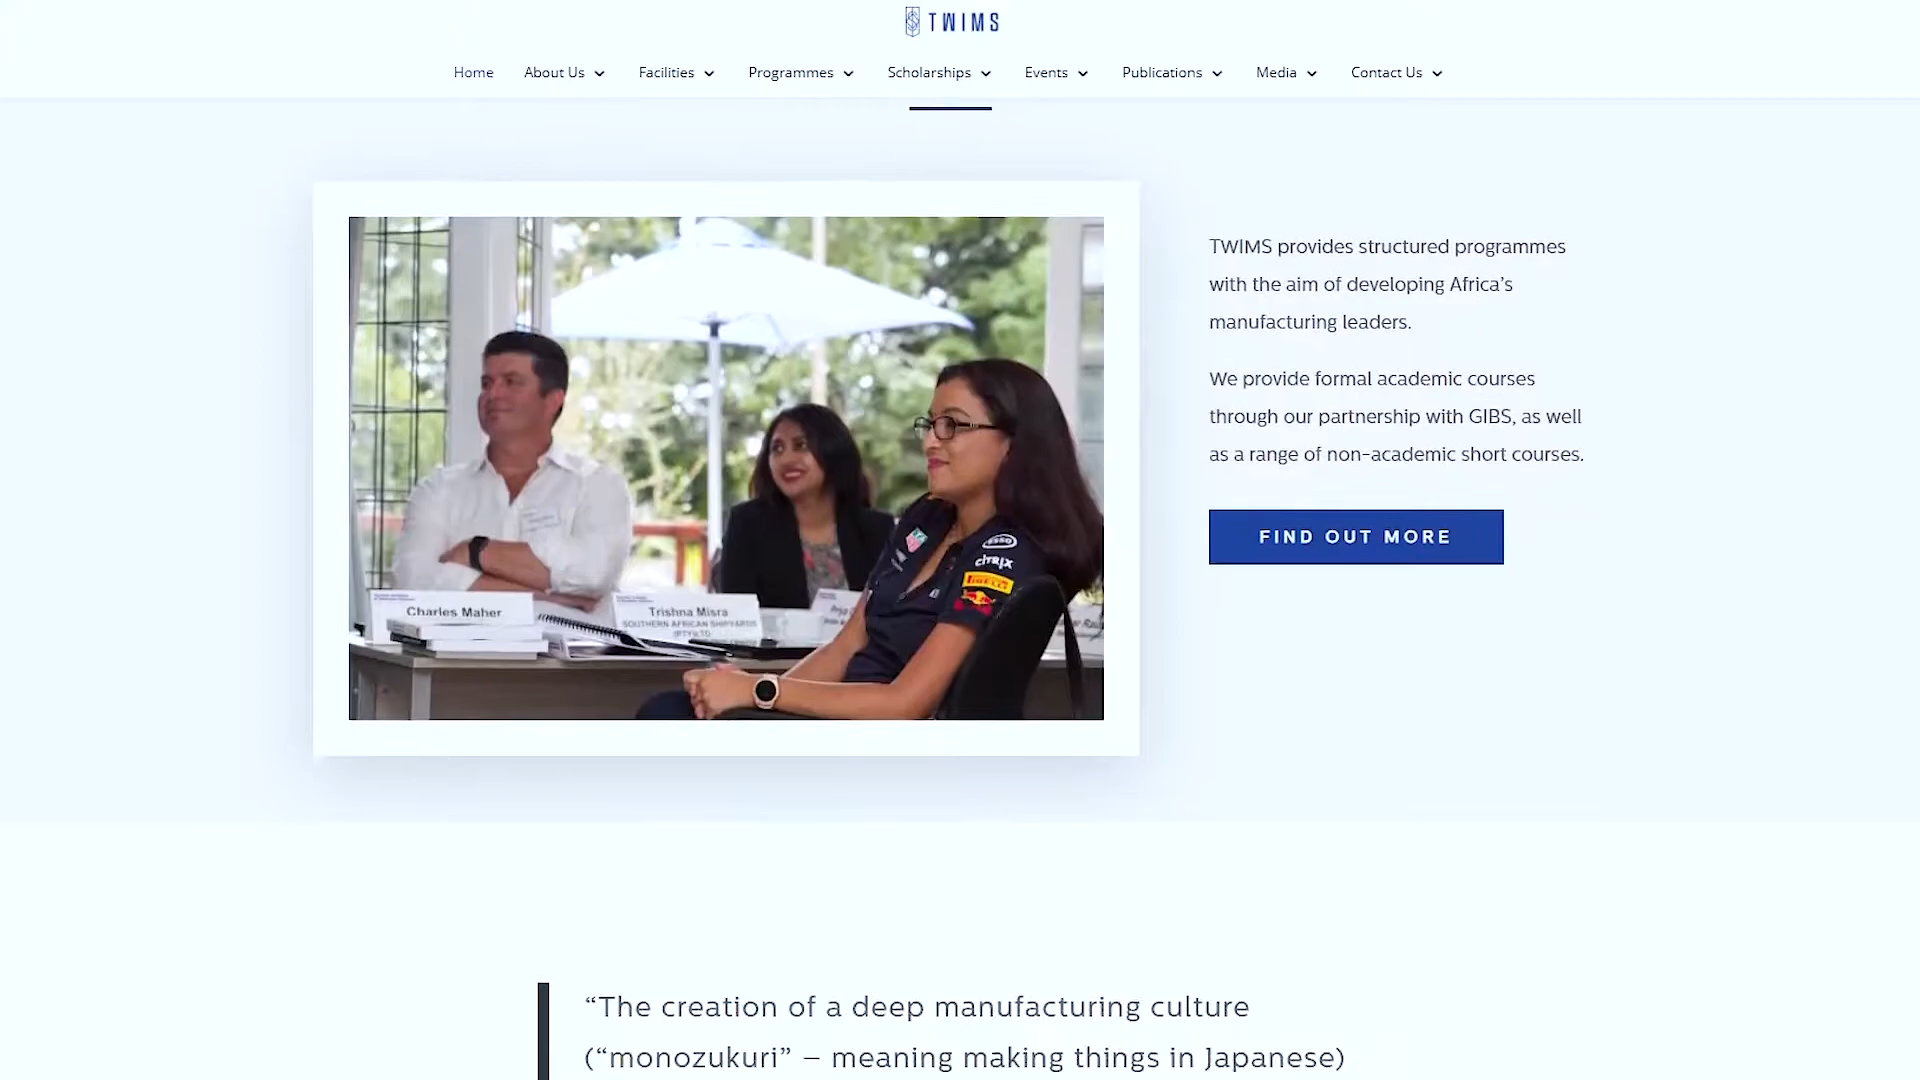 TWIMS
Home About Us Facilities Programmes Scholarships Events Publications Media Contact Us
TWIMS provides structured programmes
with the aim of developing Africa's
manufacturing leaders.
We provide formal academic courses
through our partnership with GIBS, as well
as a range of non-academic short courses.
FIND OUT MORE
ESSO
CITRIX
PIRELLI
Charles Maher
Trishna Misra
SOUTHERN AFRICAN SHIPYARDS
(PTY) LTD
“The creation of a deep manufacturing culture
(“monozukuri” – meaning making things in Japanese)